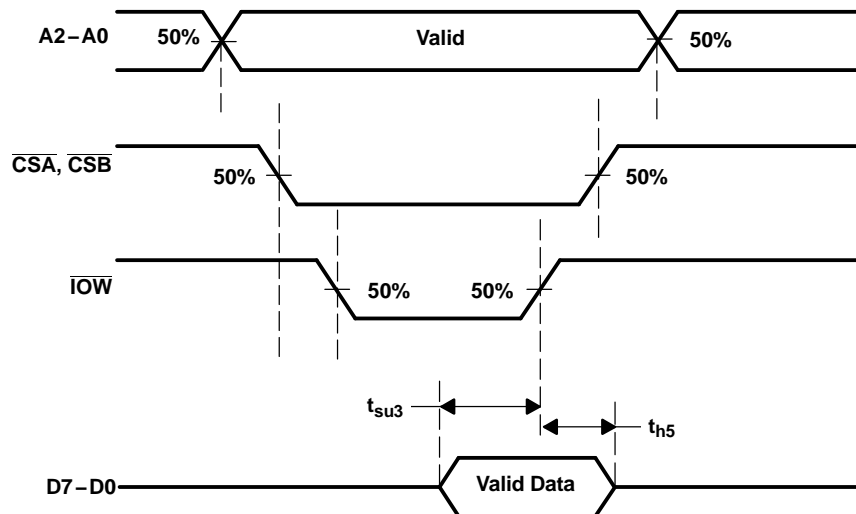 A2–A0
50%
Valid
50%
CSA, CSB
50%
50%
IOW
50%
50%
tsu3
th5
D7–D0
Valid Data